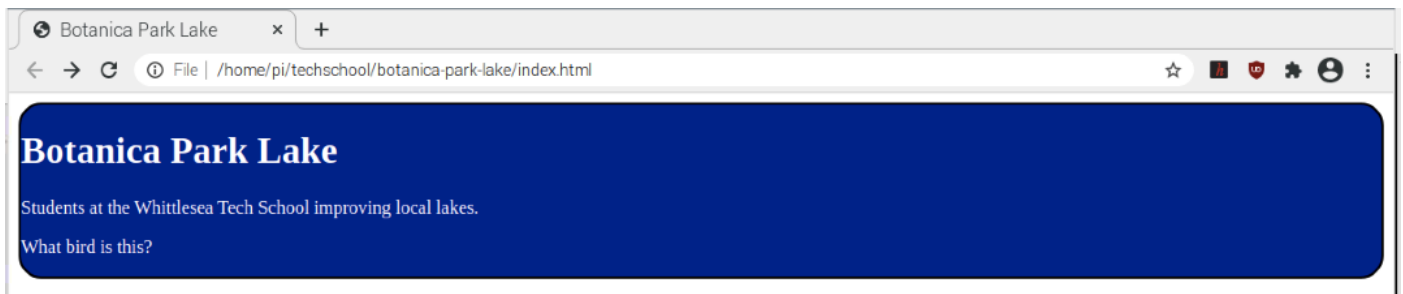 Botanica Park Lake
File | /home/pi/techschool/botanica-park-lake/index.html
Botanica Park Lake
Students at the Whittlesea Tech School improving local lakes.
What bird is this?